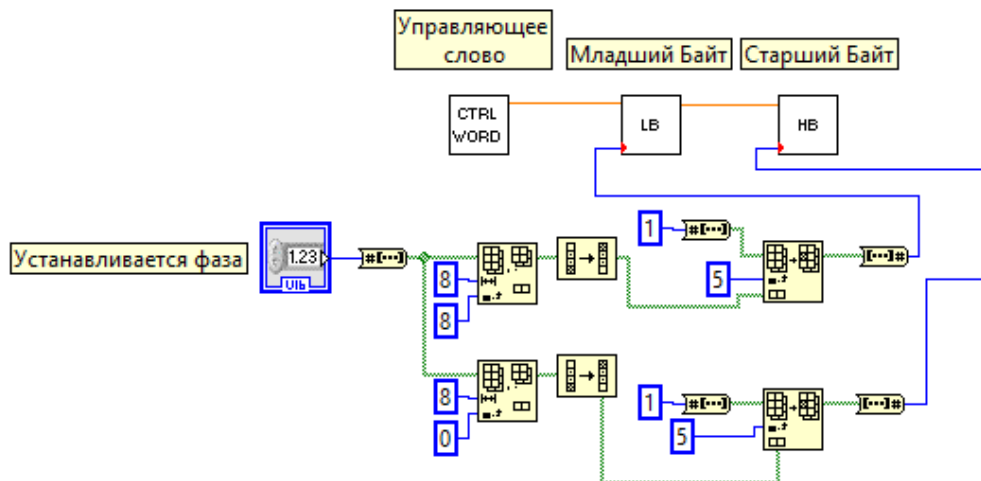 Управляющее
слово
Младший Байт
Старший Байт
CTRL
WORD
LB
HB
Устанавливается фаза
1.23
U16
#[...]
8
8
1
#[...]
5
[...]#
8
0
1
#[...]
5
[...]#